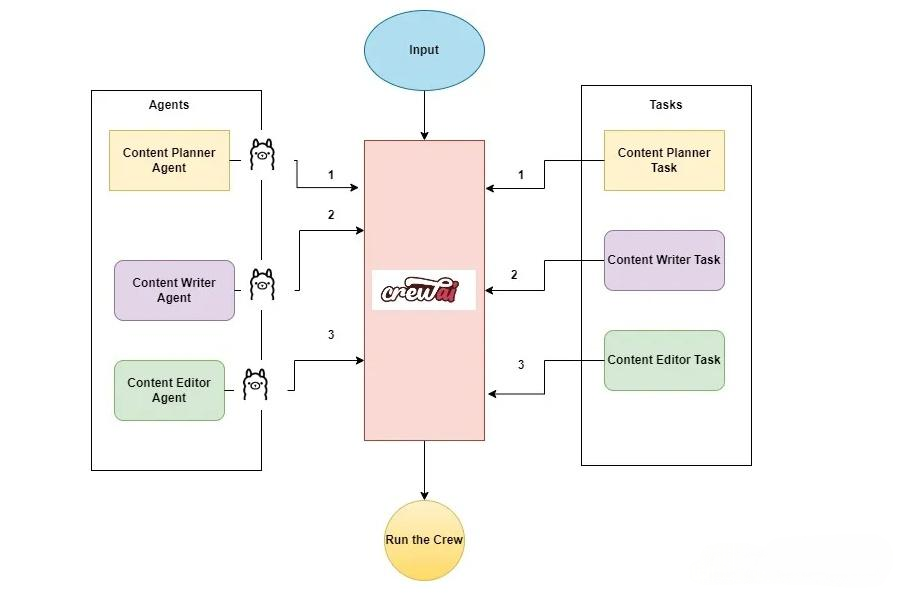 Input
Agents
Tasks
Content Planner
Agent
1
1
Content Planner
Task
2
Content Writer
Agent
2
Content Writer Task
crewai
3
3
Content Editor
Agent
Content Editor Task
Run the Crew